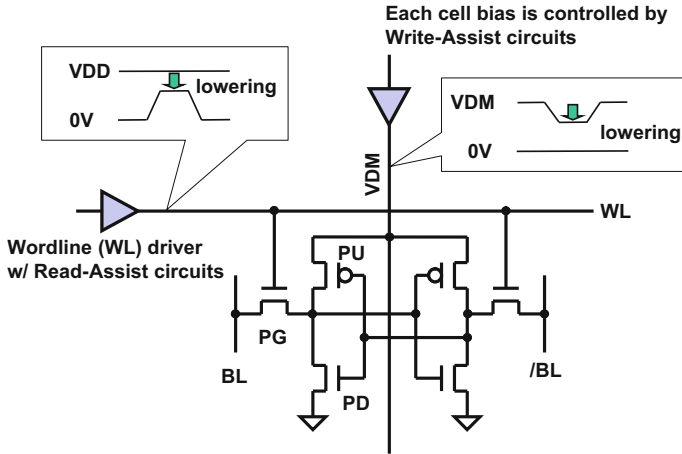 Each cell bias is controlled by
Write-Assist circuits
VDD
lowering
0V
VDM
lowering
0V
VDM
WL
Wordline (WL) driver
w/ Read-Assist circuits
PU
PG
BL
PD
/BL